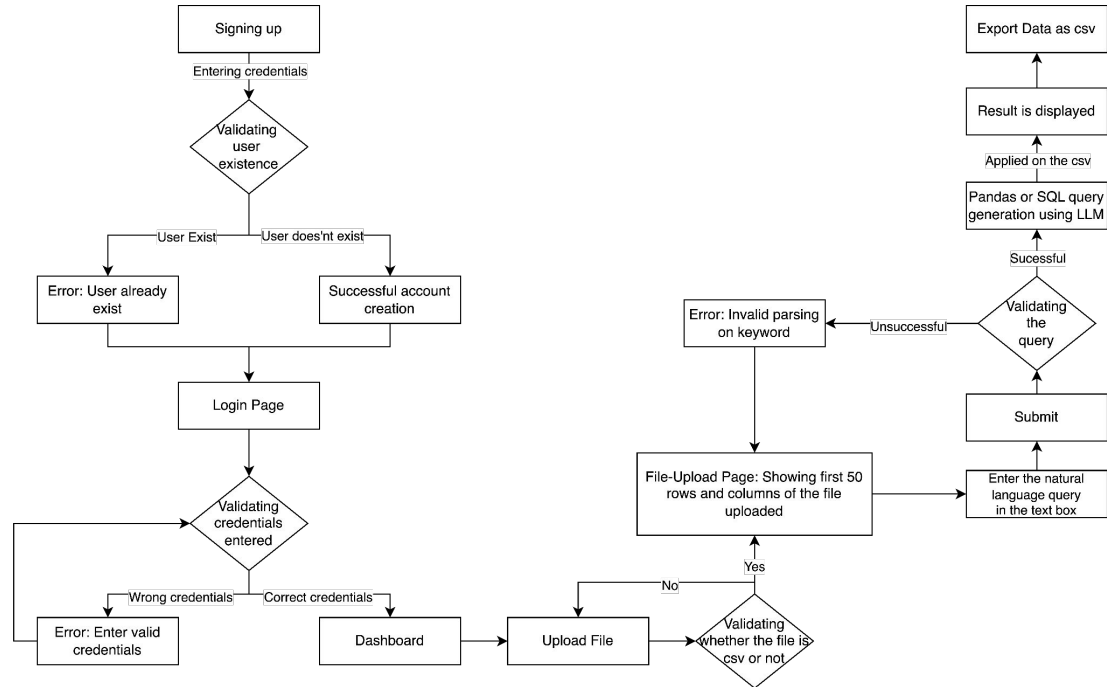 Signing up
Entering credentials
Validating
user
existence
User Exist
User does'nt exist
Error: User already
exist
Successful account
creation
Login Page
Validating
credentials
entered
Wrong credentials
Correct credentials
Error: Enter valid
credentials
Dashboard
Upload File
Validating
whether the file is
csv or not
No
Yes
File-Upload Page: Showing first 50
rows and columns of the file
uploaded
Enter the natural
language query
in the text box
Submit
Validating
the
query
Unsuccessful
Error: Invalid parsing
on keyword
Sucessful
Pandas or SQL query
generation using LLM
Applied on the csv
Result is displayed
Export Data as csv